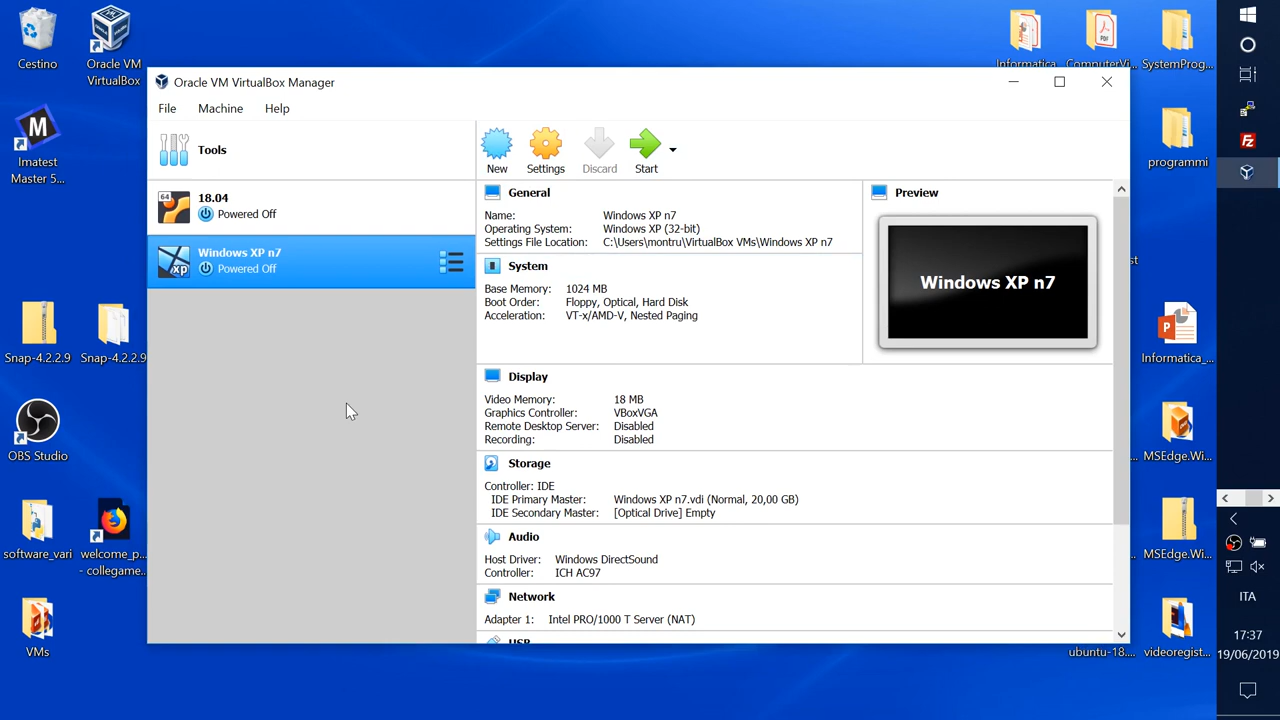 Cestino
Oracle VM
VirtualBox
Imatest
Master 5...
Snap-4.2.2.9
Snap-4.2.2.9
OBS Studio
software_vari
welcome_p...
- collegame...
VMs
Oracle VM VirtualBox Manager
File
Machine
Help
Tools
New
Settings
Discard
Start
64
18.04
Powered Off
xp
Windows XP n7
Powered Off
General
Name: Windows XP n7
Operating System: Windows XP (32-bit)
Settings File Location: C:\Users\montru\VirtualBox VMs\Windows XP n7
Preview
Windows XP n7
System
Base Memory: 1024 MB
Boot Order: Floppy, Optical, Hard Disk
Acceleration: VT-x/AMD-V, Nested Paging
Display
Video Memory: 18 MB
Graphics Controller: VBoxVGA
Remote Desktop Server: Disabled
Recording: Disabled
Storage
Controller: IDE
IDE Primary Master: Windows XP n7.vdi (Normal, 20,00 GB)
IDE Secondary Master: [Optical Drive] Empty
Audio
Host Driver: Windows DirectSound
Controller: ICH AC97
Network
Adapter 1: Intel PRO/1000 T Server (NAT)
USB
Informatica
ComputerVi...
SystemProg...
programmi
Informatica_...
MSEdge.Wi...
MSEdge.Wi...
ubuntu-18....
videoregist...
ITA
17:37
19/06/2019